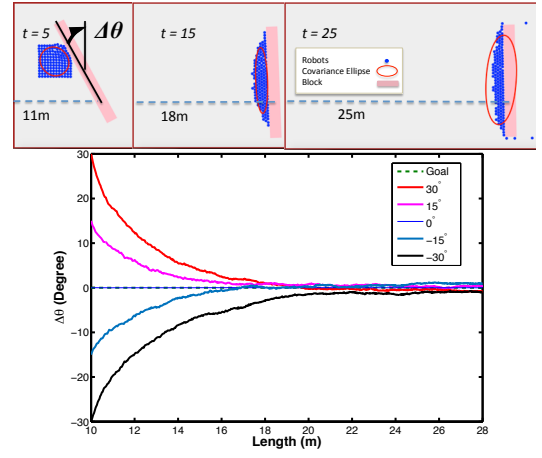 t = 5
Δθ
11m
t = 15
18m
t = 25
Robots
Covariance Ellipse
Block
25m
30
20
10
0
-10
-20
-30
Δθ (Degree)
Goal
30°
15°
0°
−15°
−30°
10 12 14 16 18 20 22 24 26 28
Length (m)